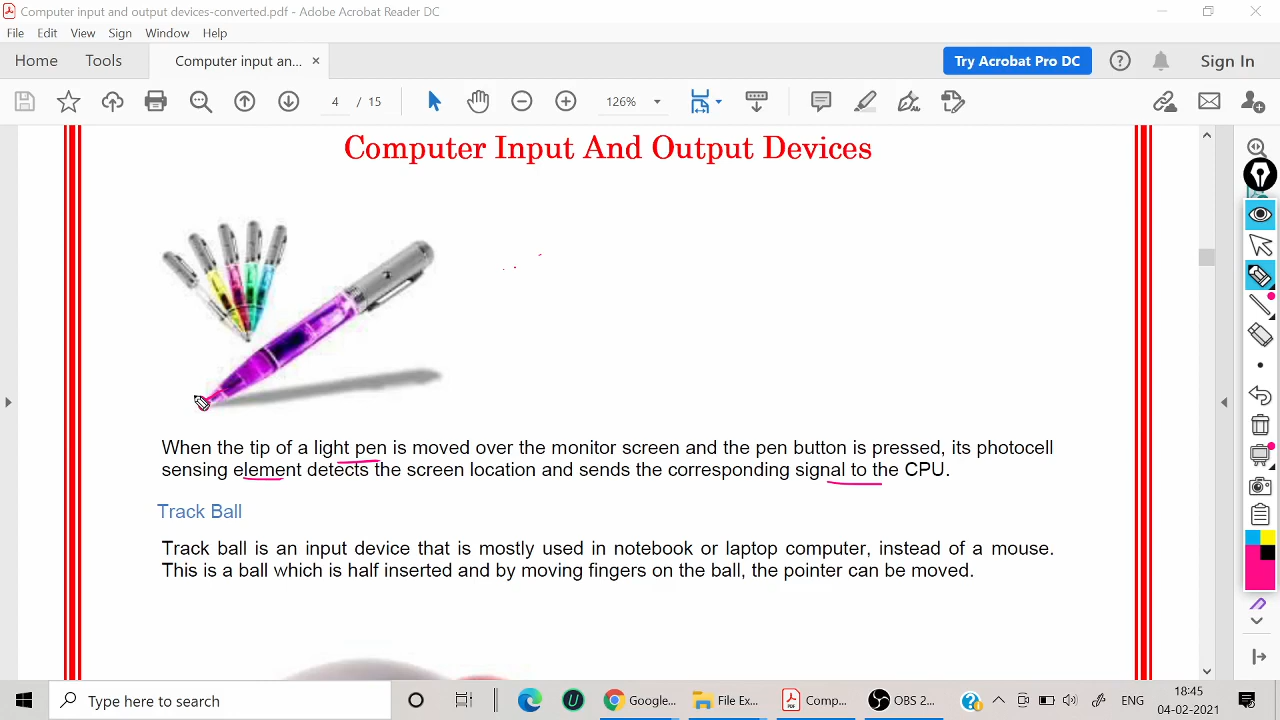 Computer input and output devices-converted.pdf - Adobe Acrobat Reader DC
File Edit View Sign Window Help
Home Tools Computer input an... × Try Acrobat Pro DC Sign In
4 / 15 126%
Computer Input And Output Devices
When the tip of a light pen is moved over the monitor screen and the pen button is pressed, its photocell
sensing element detects the screen location and sends the corresponding signal to the CPU.
Track Ball
Track ball is an input device that is mostly used in notebook or laptop computer, instead of a mouse.
This is a ball which is half inserted and by moving fingers on the ball, the pointer can be moved.
Type here to search Google... File Ex... Comp... OBS 2... ENG 18:45
04-02-2021